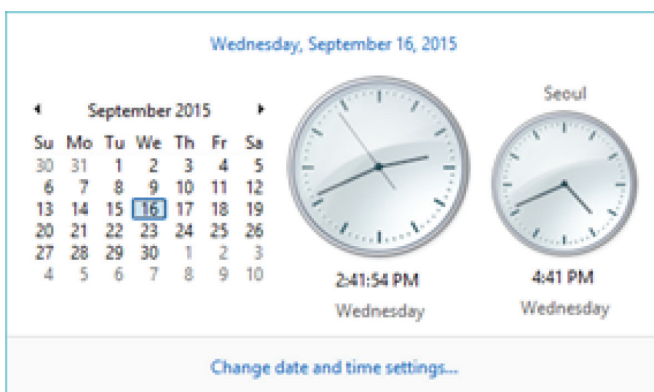 Wednesday, September 16, 2015
September 2015
Su Mo Tu We Th Fr Sa
30 31 1 2 3 4 5
6 7 8 9 10 11 12
13 14 15 16 17 18 19
20 21 22 23 24 25 26
27 28 29 30 1 2 3
4 5 6 7 8 9 10
2:41:54 PM
Wednesday
Seoul
4:41 PM
Wednesday
Change date and time settings...